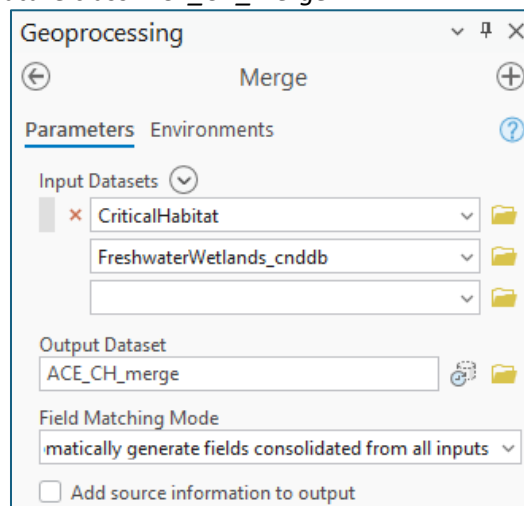 Geoprocessing
Merge
Parameters Environments
Input Datasets
CriticalHabitat
FreshwaterWetlands_cnddb
Output Dataset
ACE_CH_merge
Field Matching Mode
matically generate fields consolidated from all inputs
Add source information to output